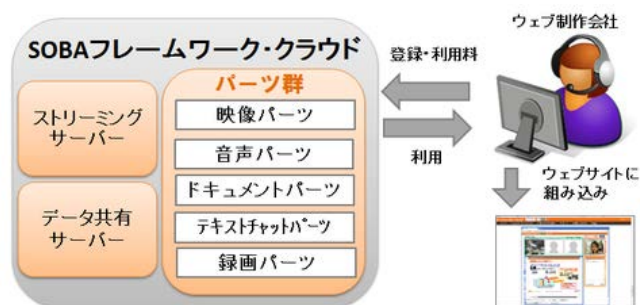 SOBAフレームワーク・クラウド
ストリーミング
サーバー
データ共有
サーバー
パーツ群
映像パーツ
音声パーツ
ドキュメントパーツ
テキストチャットパーツ
録画パーツ
登録・利用料
利用
ウェブ制作会社
ウェブサイトに
組み込み